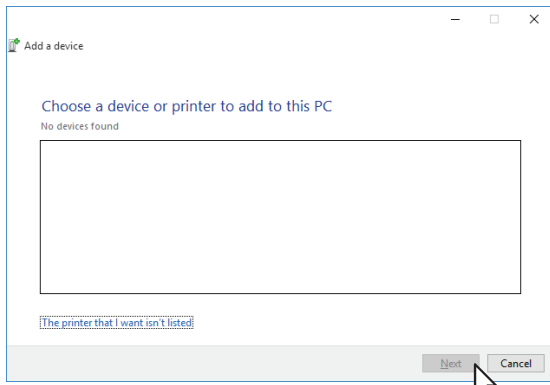 Add a device
Choose a device or printer to add to this PC
No devices found
The printer that I want isn't listed
Next Cancel